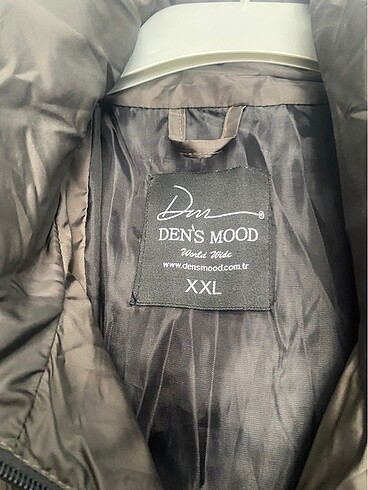 Dm ®
DEN'S MOOD
World Wide
www.densmood.com.tr
XXL